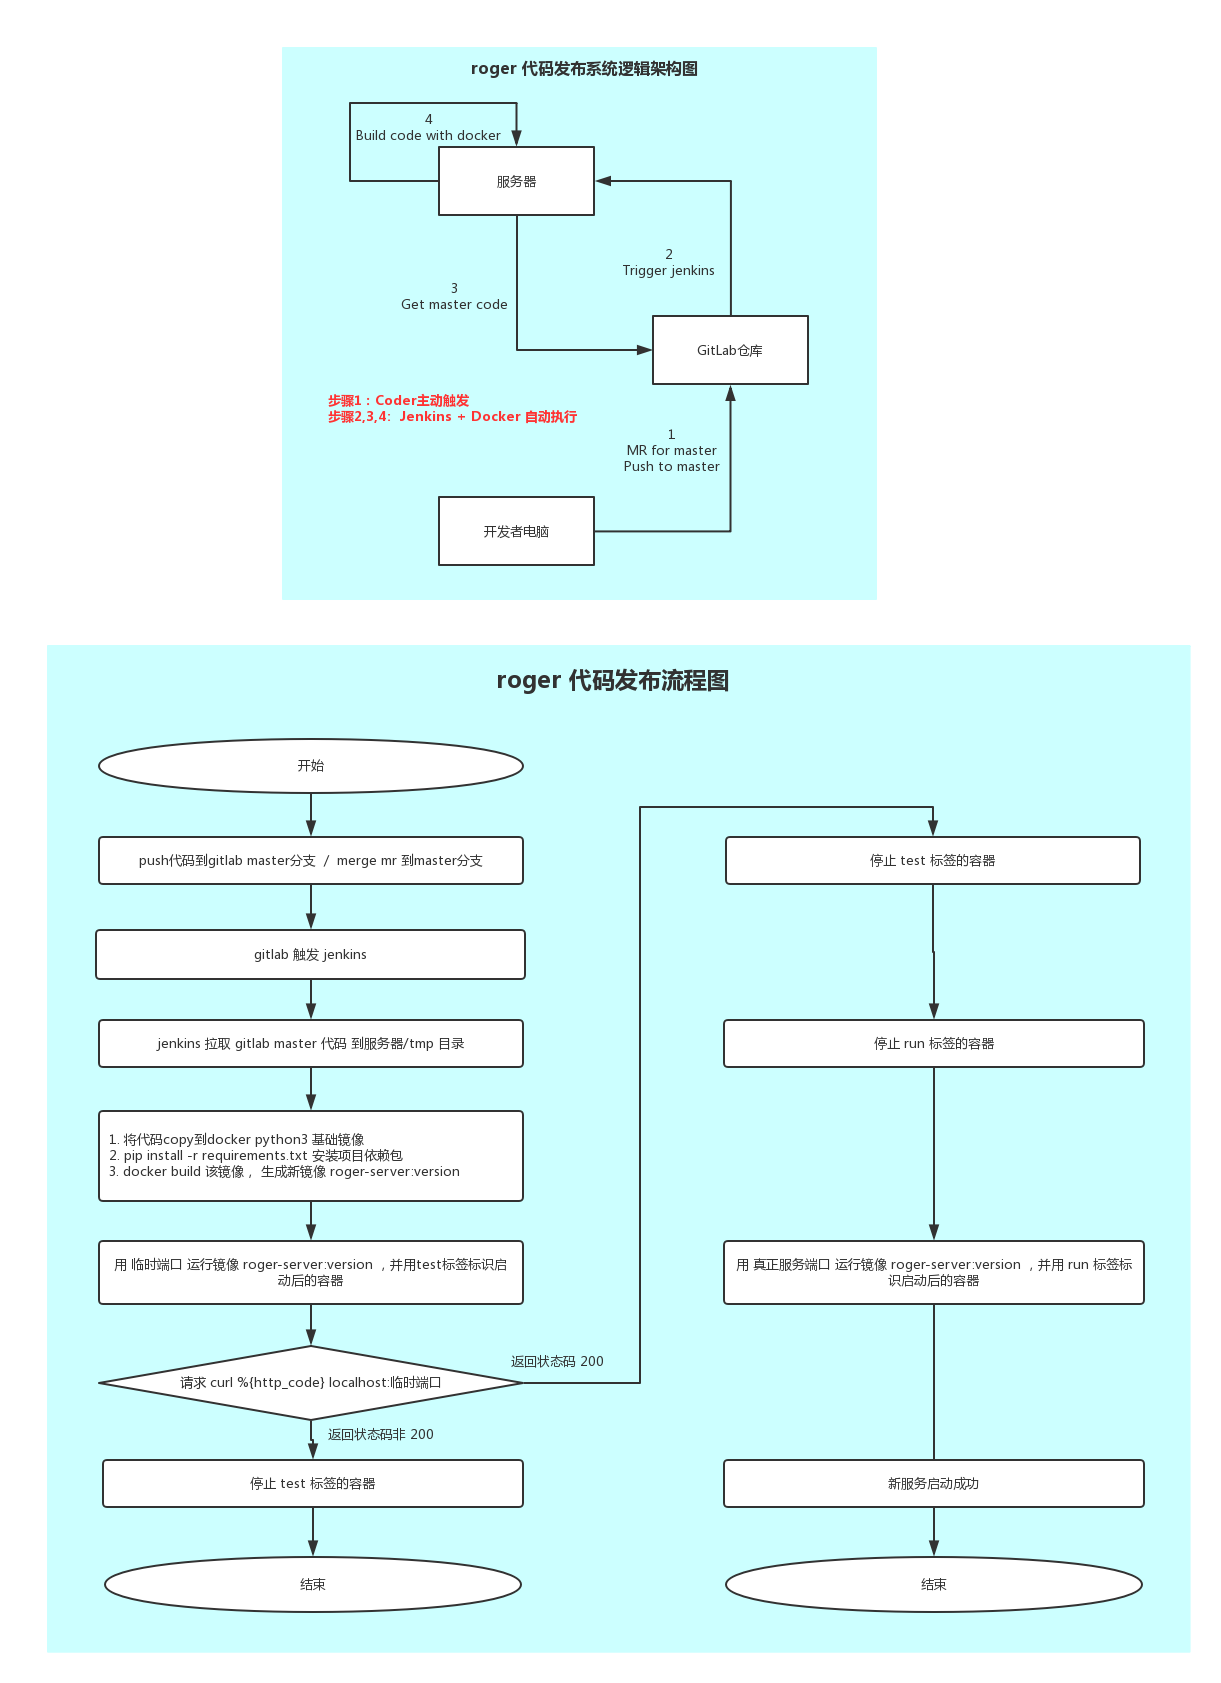 roger 代码发布系统逻辑架构图
4
Build code with docker
服务器
2
Trigger jenkins
3
Get master code
GitLab仓库
步骤1：Coder主动触发
步骤2,3,4:  Jenkins + Docker 自动执行
1
MR for master
Push to master
开发者电脑
roger 代码发布流程图
开始
push代码到gitlab master分支  /  merge mr 到master分支
停止 test 标签的容器
gitlab 触发 jenkins
jenkins 拉取 gitlab master 代码 到服务器/tmp 目录
停止 run 标签的容器
1. 将代码copy到docker python3 基础镜像
2. pip install -r requirements.txt 安装项目依赖包
3. docker build 该镜像， 生成新镜像 roger-server:version
用 临时端口 运行镜像 roger-server:version ，并用test标签标识启
动后的容器
用 真正服务端口 运行镜像 roger-server:version ，并用 run 标签标
识启动后的容器
返回状态码 200
请求 curl %{http_code} localhost:临时端口
返回状态码非 200
停止 test 标签的容器
新服务启动成功
结束
结束